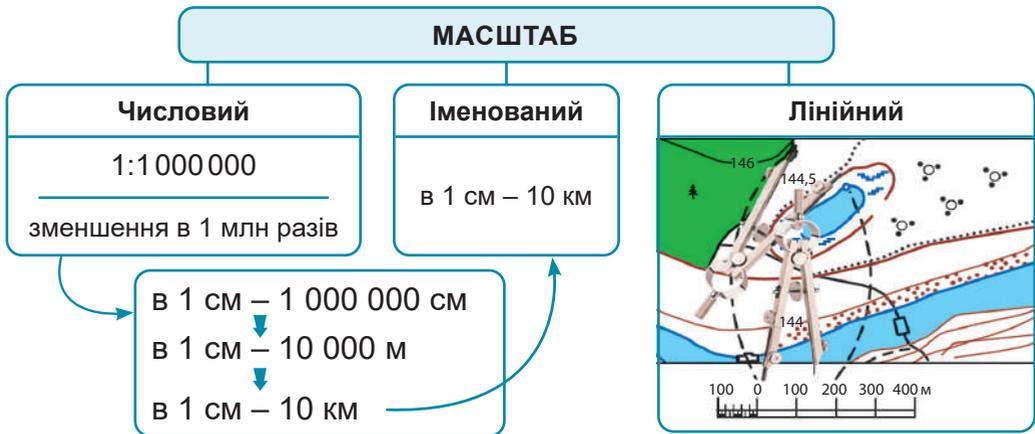 МАСШТАБ
Числовий
1:1 000 000
зменшення в 1 млн разів
Іменований
в 1 см – 10 км
Лінійний
146
144,5
144
100 0 100 200 300 400 м
в 1 см – 1 000 000 см
в 1 см – 10 000 м
в 1 см – 10 км